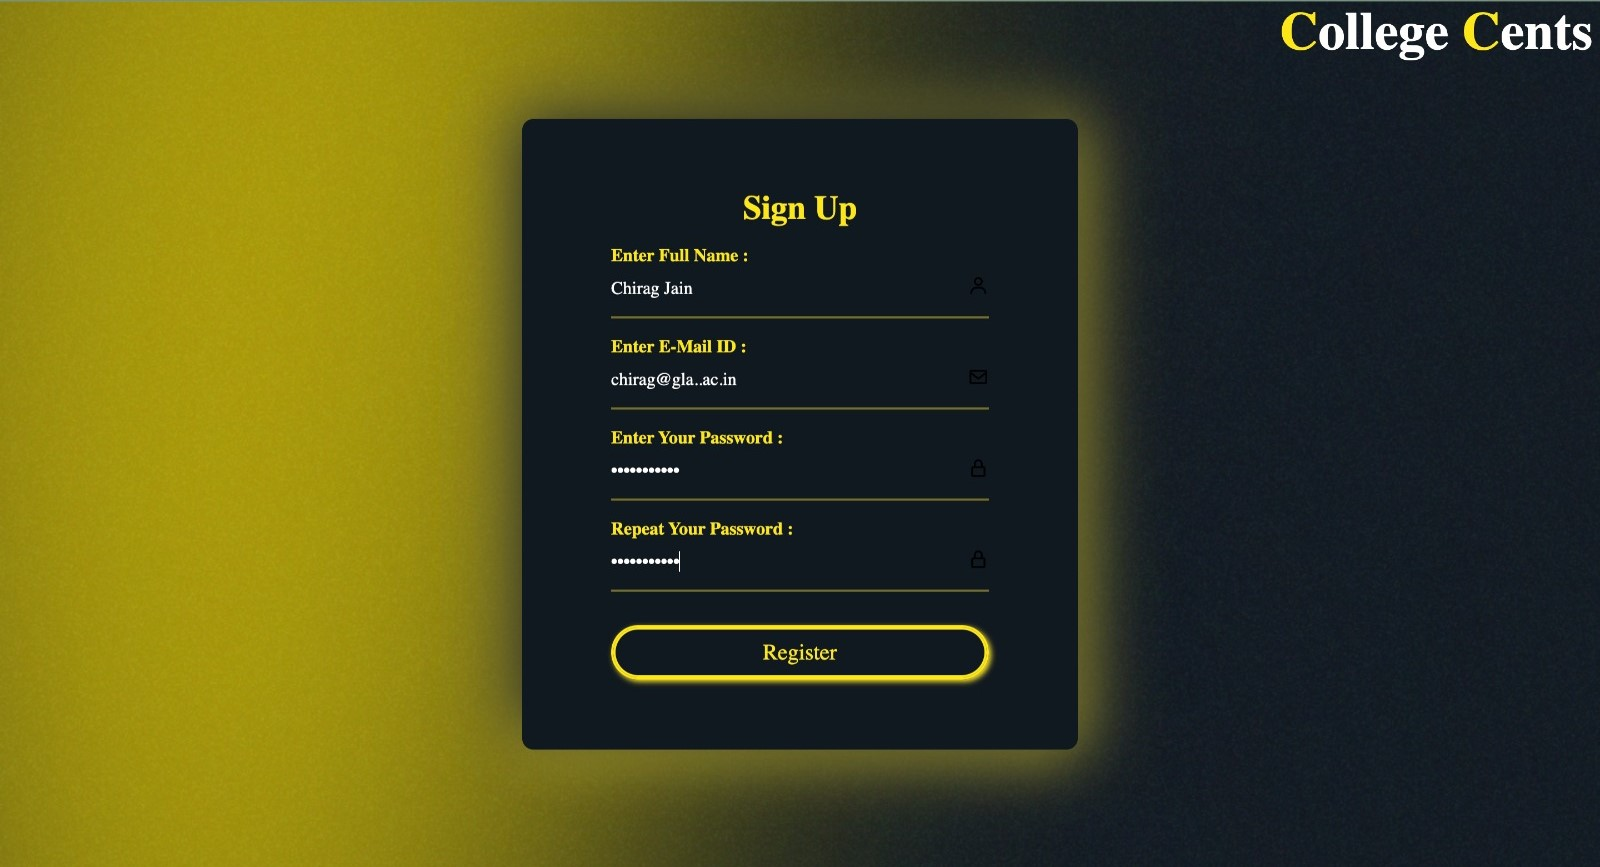 College Cents
Sign Up
Enter Full Name :
Chirag Jain
Enter E-Mail ID :
chirag@gla..ac.in
Enter Your Password :
•••••••••••
Repeat Your Password :
•••••••••••
Register